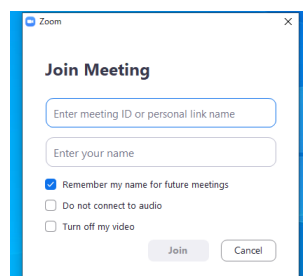 Zoom
Join Meeting
Enter meeting ID or personal link name
Enter your name
Remember my name for future meetings
Do not connect to audio
Turn off my video
Join Cancel